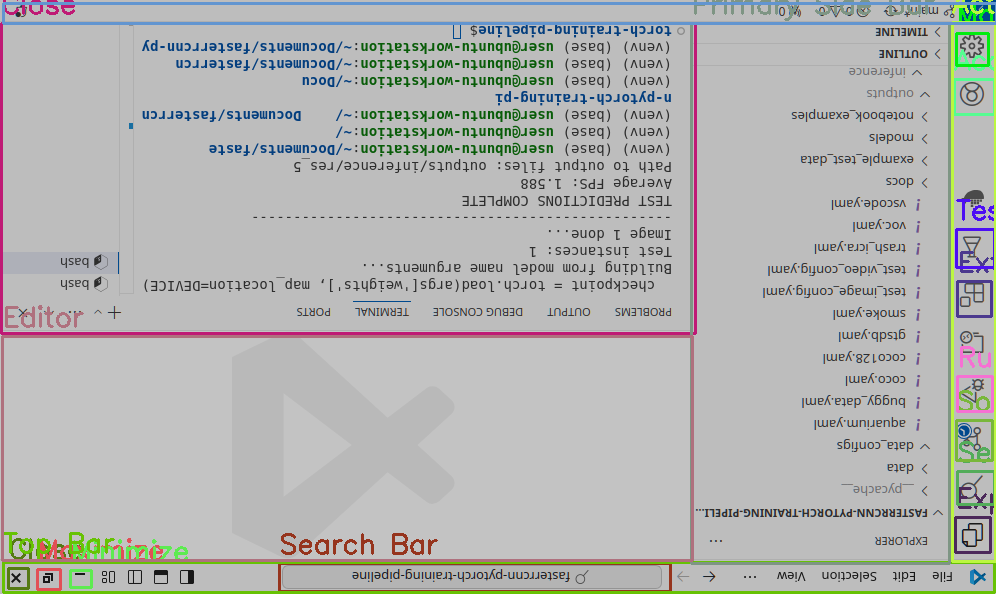 File Edit Selection View ...
fasterrcnn-pytorch-training-pipeline
Search Bar
Top Bar
EXPLORER
FASTERRCNN-PYTORCH-TRAINING-PIPELL...
__pycache__
data
data_configs
aquarium.yaml
buggy_data.yaml
coco.yaml
coco128.yaml
gtsdb.yaml
smoke.yaml
test_image_config.yaml
test_video_config.yaml
trash_icra.yaml
voc.yaml
vscode.yaml
docs
example_test_data
models
notebook_examples
outputs
inference
OUTLINE
TIMELINE
Editor
PROBLEMS OUTPUT DEBUG CONSOLE TERMINAL PORTS
checkpoint = torch.load(args['weights'], map_location=DEVICE)
Building from model name arguments...
Test instances: 1
Image 1 done...
--------------------------------------------------
TEST PREDICTIONS COMPLETE
Average FPS: 1.588
Path to output files: outputs/inference/res_5
(venv) (base) user@ubuntu-workstation:~/Documents/faste
(venv) (base) user@ubuntu-workstation:~/
(venv) (base) user@ubuntu-workstation:~/ Documents/fasterrcn
n-pytorch-training-pi
(venv) (base) user@ubuntu-workstation:~/Docu
(venv) (base) user@ubuntu-workstation:~/Documents/fasterrcn
(venv) (base) user@ubuntu-workstation:~/Documents/fasterrcnn-py
torch-training-pipeline$
bash
bash
main*
Primary Side Bar
Tes
Ex
Ru
So
Se
Exp